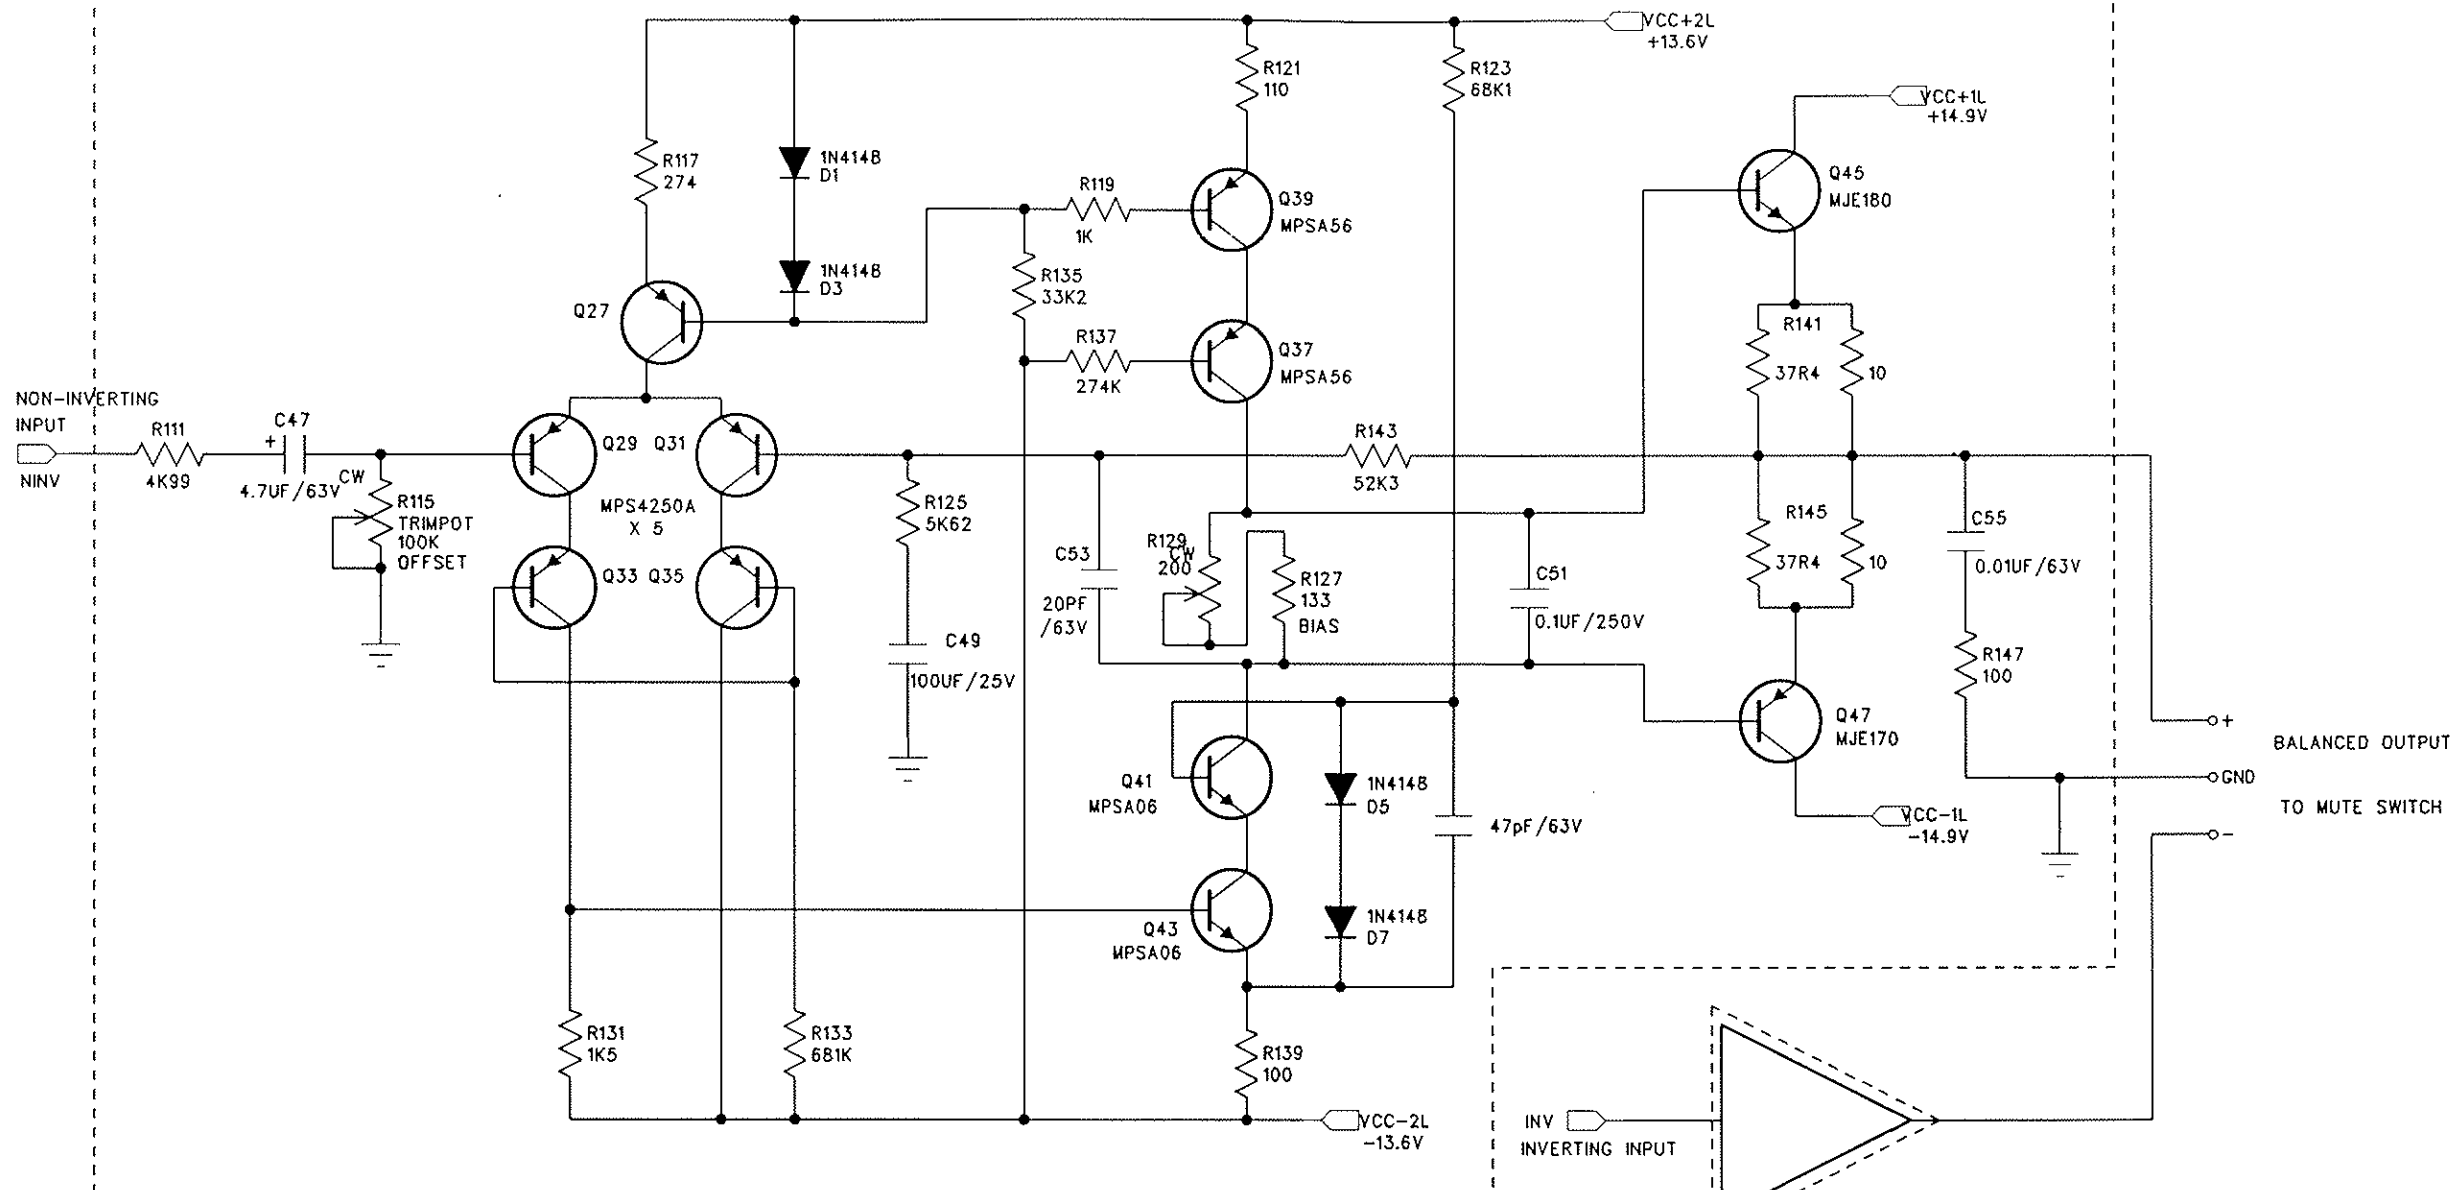 VCC+2L
+13.6V
R121
110
R123
68K1
VCC+1L
+14.9V
R117
274
1N4148
D1
Q45
MJE180
R119
1K
Q39
MPSA56
1N4148
D3
R135
33K2
Q27
R141
37R4
10
R137
274K
Q37
MPSA56
NON-INVERTING
INPUT
NINV
R111
4K99
C47
+
4.7UF/63V
CW
R115
TRIMPOT
100K
OFFSET
Q29
Q31
MPS4250A
X 5
Q33
Q35
R125
5K62
C49
100UF/25V
R143
52K3
C53
20PF
/63V
R129
CW
200
R127
133
BIAS
C51
0.1UF/250V
R145
37R4
10
C55
0.01UF/63V
R147
100
Q47
MJE170
VCC-1L
-14.9V
+
BALANCED OUTPUT
GND
TO MUTE SWITCH
-
Q41
MPSA06
1N4148
D5
47pF/63V
Q43
MPSA06
1N4148
D7
R131
1K5
R133
681K
R139
100
VCC-2L
-13.6V
INV
INVERTING INPUT